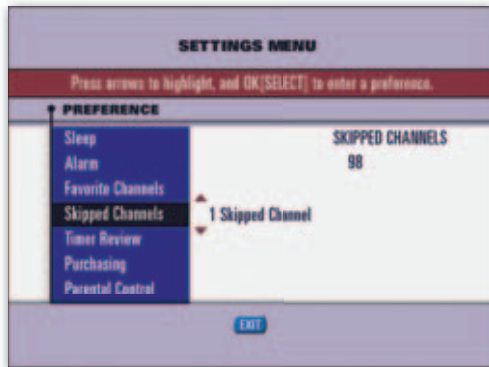 SETTINGS MENU
Press arrows to highlight, and OK[SELECT] to enter a preference.
PREFERENCE
Sleep
Alarm
Favorite Channels
Skipped Channels
Timer Review
Purchasing
Parental Control
1 Skipped Channel
SKIPPED CHANNELS
98
EXIT